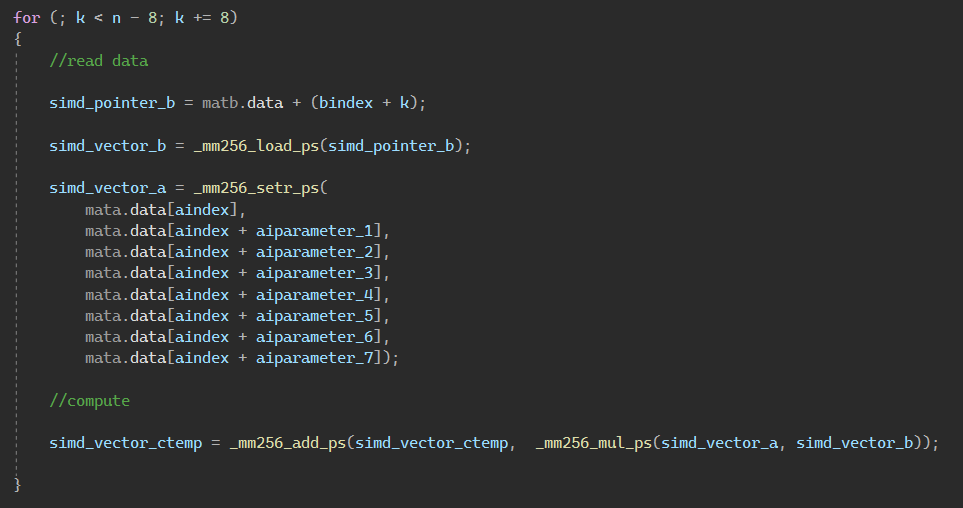 for (; k < n - 8; k += 8)
{
//read data
simd_pointer_b = matb.data + (bindex + k);
simd_vector_b = _mm256_load_ps(simd_pointer_b);
simd_vector_a = _mm256_setr_ps(
mata.data[aindex],
mata.data[aindex + aiparameter_1],
mata.data[aindex + aiparameter_2],
mata.data[aindex + aiparameter_3],
mata.data[aindex + aiparameter_4],
mata.data[aindex + aiparameter_5],
mata.data[aindex + aiparameter_6],
mata.data[aindex + aiparameter_7]);
//compute
simd_vector_ctemp = _mm256_add_ps(simd_vector_ctemp,  _mm256_mul_ps(simd_vector_a, simd_vector_b));
}